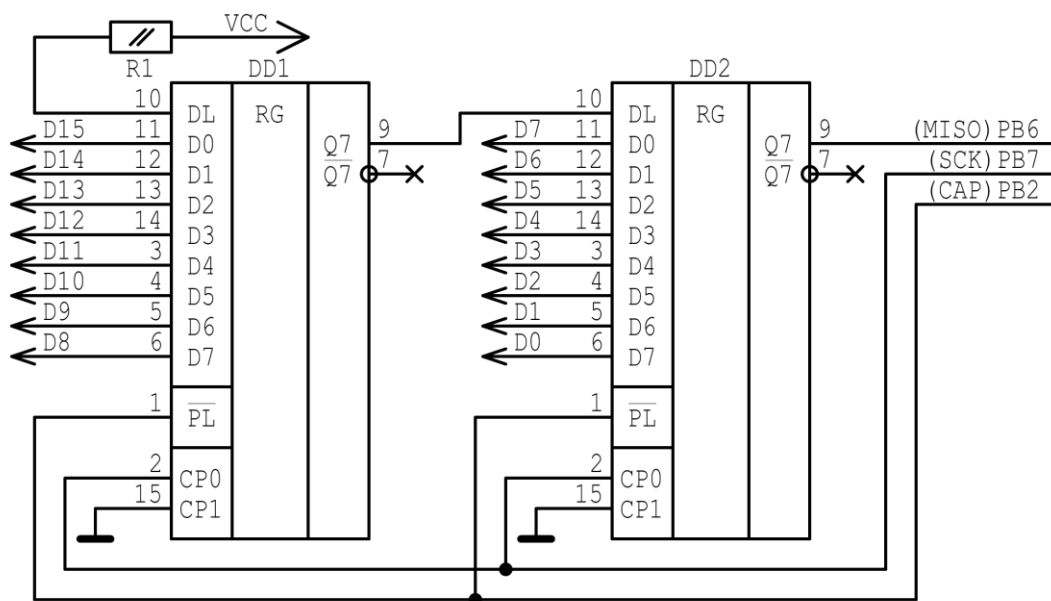 VCC
R1 DD1 DD2
10 DL RG 10 DL RG
D15 11 D0 Q7 9 D7 11 D0 Q7 9 (MISO)PB6
D14 12 D1 Q7 7 D6 12 D1 Q7 7 (SCK)PB7
D13 13 D2 D5 13 D2 (CAP)PB2
D12 14 D3 D4 14 D3
D11 3 D4 D3 3 D4
D10 4 D5 D2 4 D5
D9 5 D6 D1 5 D6
D8 6 D7 D0 6 D7
1 PL 1 PL
2 CP0 2 CP0
15 CP1 15 CP1